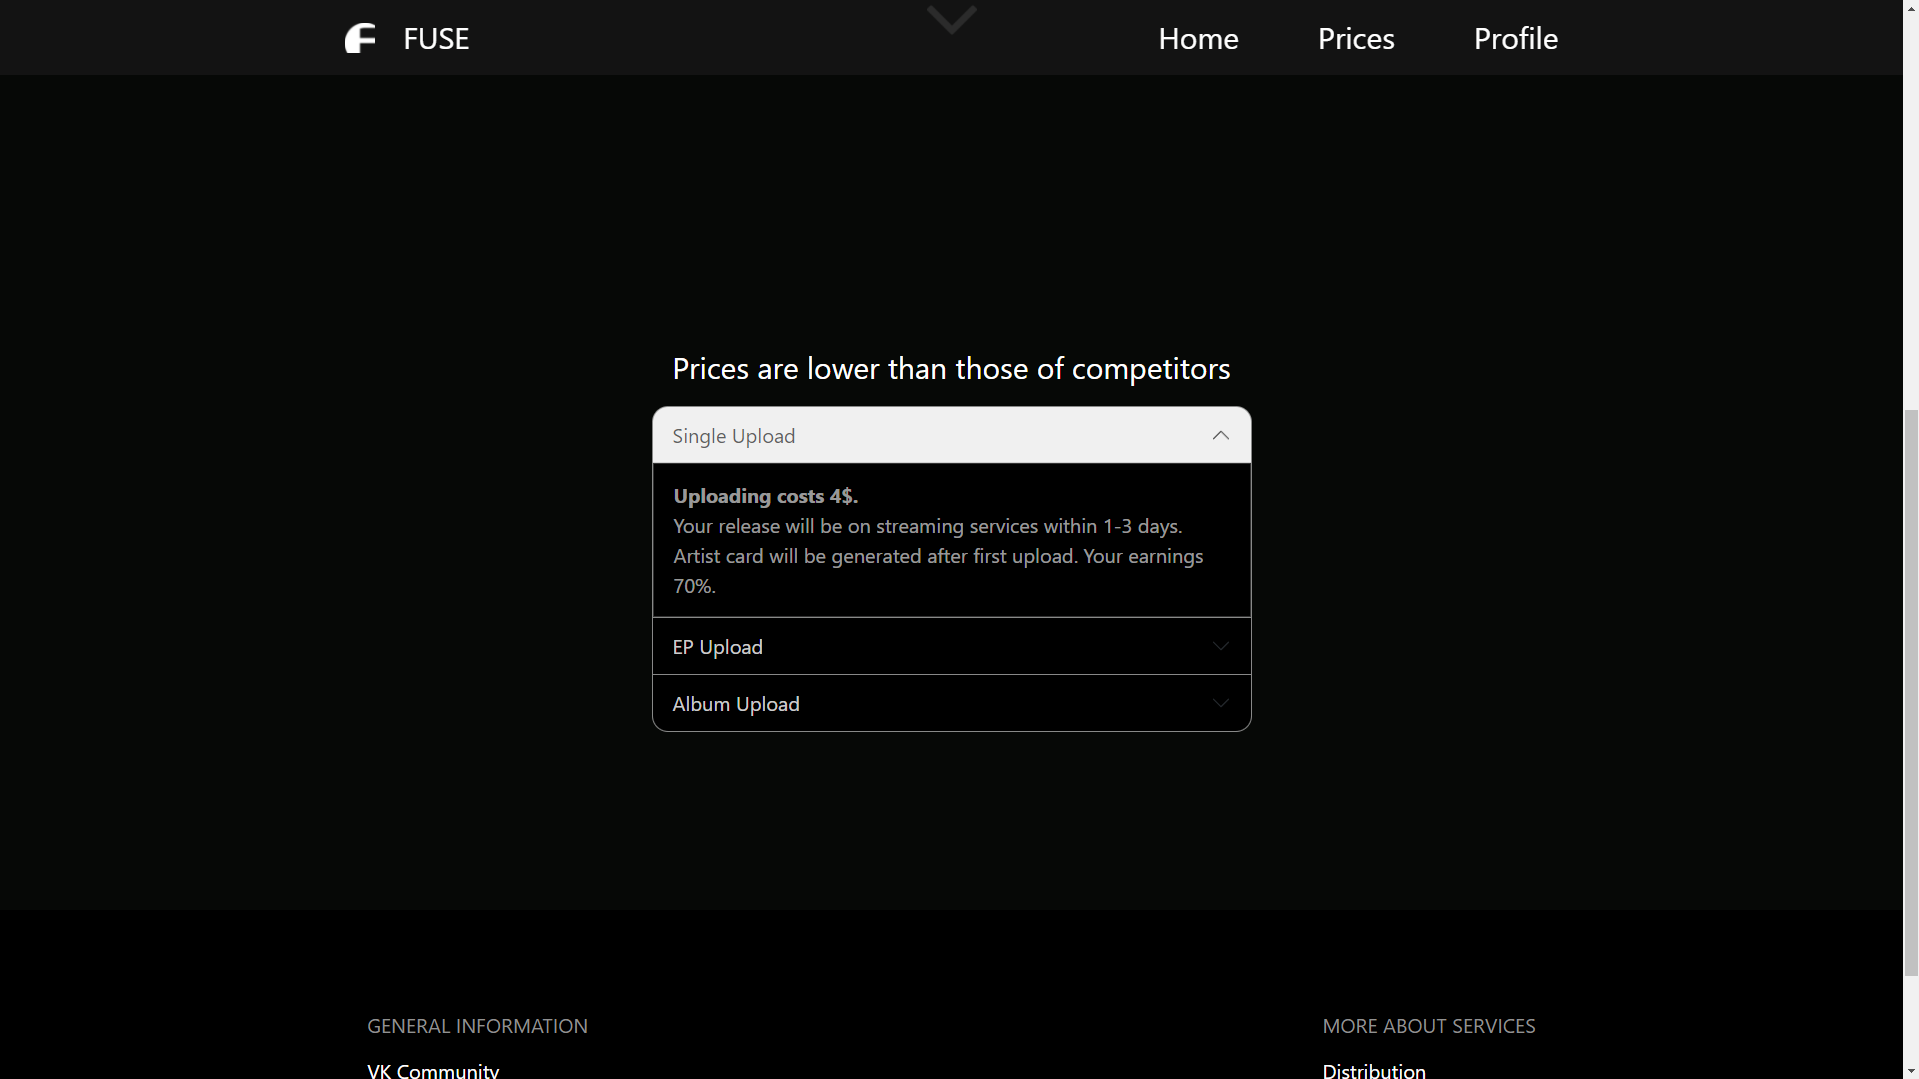 FUSE
Home
Prices
Profile
Prices are lower than those of competitors
Single Upload
Uploading costs 4$.
Your release will be on streaming services within 1-3 days.
Artist card will be generated after first upload. Your earnings
70%.
EP Upload
Album Upload
GENERAL INFORMATION
MORE ABOUT SERVICES
VK Community
Distribution